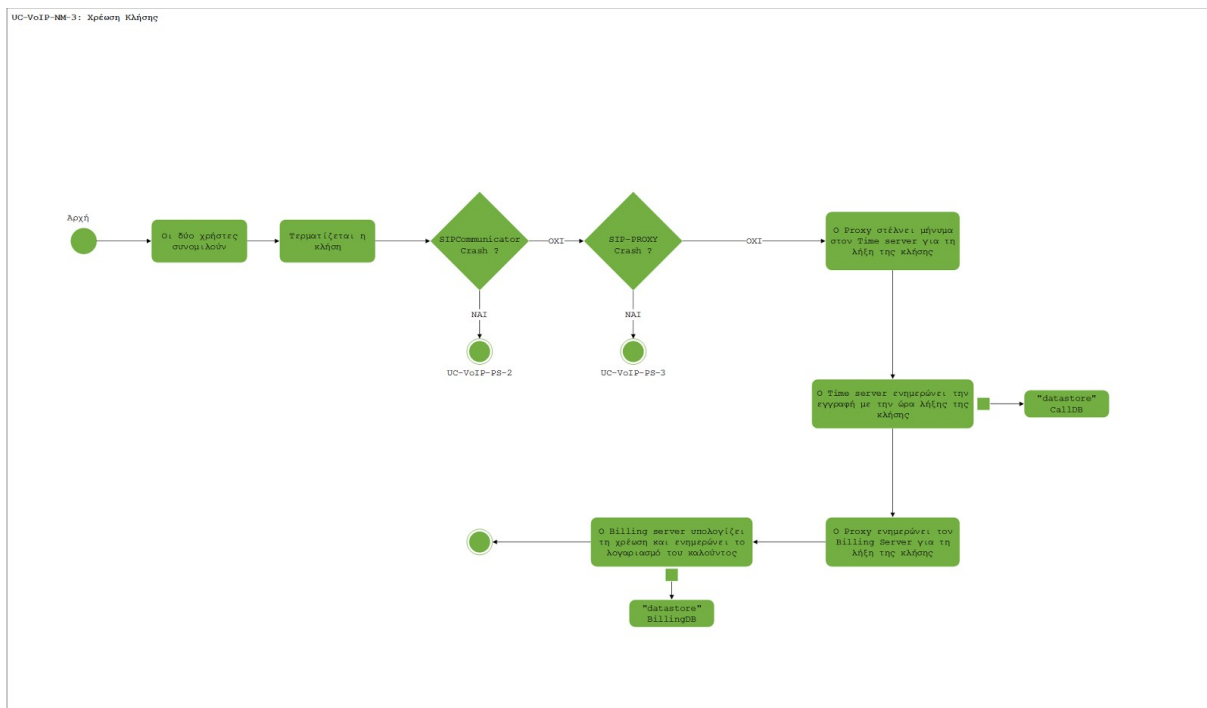 UC-VoIP-NM-3: Χρέωση Κλήσης
Αρχή
Οι δύο χρήστες
συνομιλούν
Τερματίζεται η
κλήση
SIPCommunicator
Crash ?
ΟΧΙ
SIP-PROXY
Crash ?
ΟΧΙ
Ο Proxy στέλνει μήνυμα
στον Time server για τη
λήξη της κλήσης
ΝΑΙ
ΝΑΙ
UC-VoIP-PS-2
UC-VoIP-PS-3
Ο Time server ενημερώνει την
εγγραφή με την ώρα λήξης της
κλήσης
"datastore"
CallDB
Ο Billing server υπολογίζει
τη χρέωση και ενημερώνει το
λογαριασμό του καλούντος
Ο Proxy ενημερώνει τον
Billing Server για τη
λήξη της κλήσης
"datastore"
BillingDB